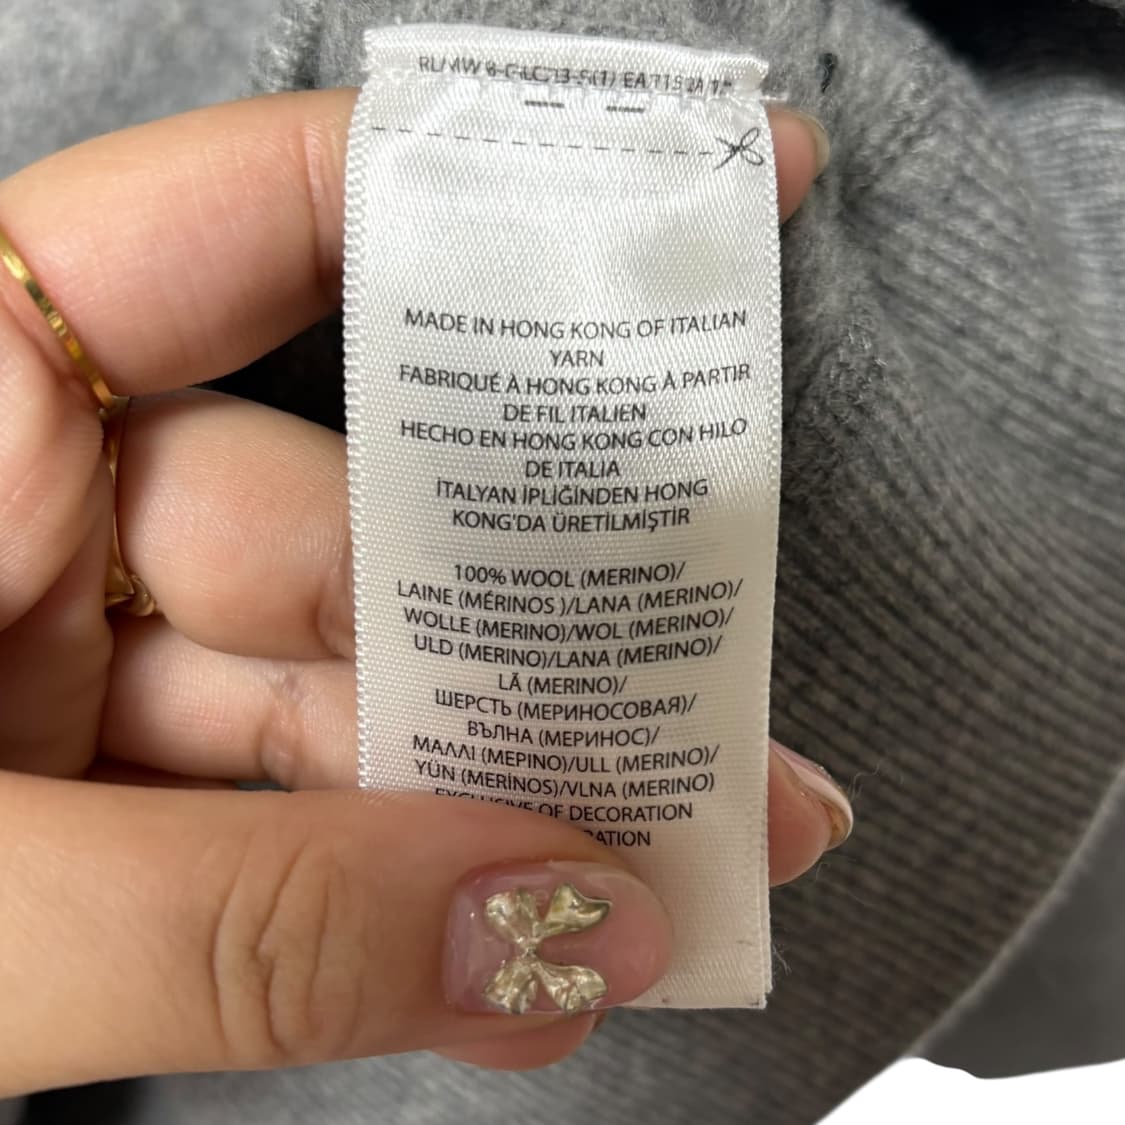 MADE IN HONG KONG OF ITALIAN
YARN
FABRIQUÉ À HONG KONG À PARTIR
DE FIL ITALIEN
HECHO EN HONG KONG CON HILO
DE ITALIA
İTALYAN İPLİĞİNDEN HONG
KONG'DA ÜRETİLMİŞTİR
100% WOOL (MERINO)/
LAINE (MÉRINOS )/LANA (MERINO)/
WOLLE (MERINO)/WOL (MERINO)/
ULD (MERINO)/LANA (MERINO)/
LÃ (MERINO)/
ШЕРСТЬ (МЕРИНОСОВАЯ)/
ВЪЛНА (МЕРИНОС)/
ΜΑΛΛΙ (ΜΕΡΙΝΟ)/ULL (MERINO)/
YÜN (MERİNOS)/VLNA (MERINO)
EXCLUSIVE OF DECORATION